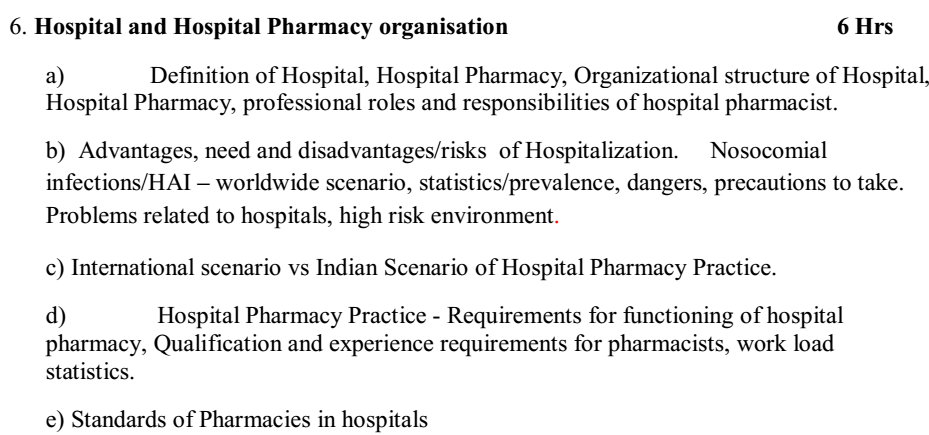 6. Hospital and Hospital Pharmacy organisation 6 Hrs
a) Definition of Hospital, Hospital Pharmacy, Organizational structure of Hospital,
Hospital Pharmacy, professional roles and responsibilities of hospital pharmacist.
b) Advantages, need and disadvantages/risks of Hospitalization. Nosocomial
infections/HAI – worldwide scenario, statistics/prevalence, dangers, precautions to take.
Problems related to hospitals, high risk environment.
c) International scenario vs Indian Scenario of Hospital Pharmacy Practice.
d) Hospital Pharmacy Practice - Requirements for functioning of hospital
pharmacy, Qualification and experience requirements for pharmacists, work load
statistics.
e) Standards of Pharmacies in hospitals